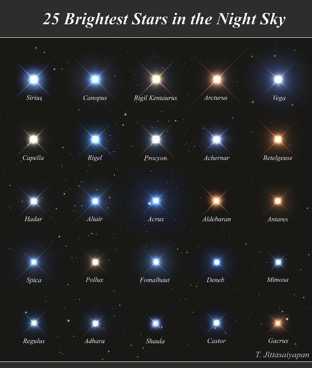 25 Brightest Stars in the Night Sky
Sirius Canopus Rigil Kentaurus Arcturus Vega
Capella Rigel Procyon. Achernar Betelgeuse
Hadar Altair Acrux Aldebaran Antares
Spica Pollux Fomalhaut Deneb Mimosa
Regulus Adhara Shaula Castor Gacrux
T. Jittasaiyapan